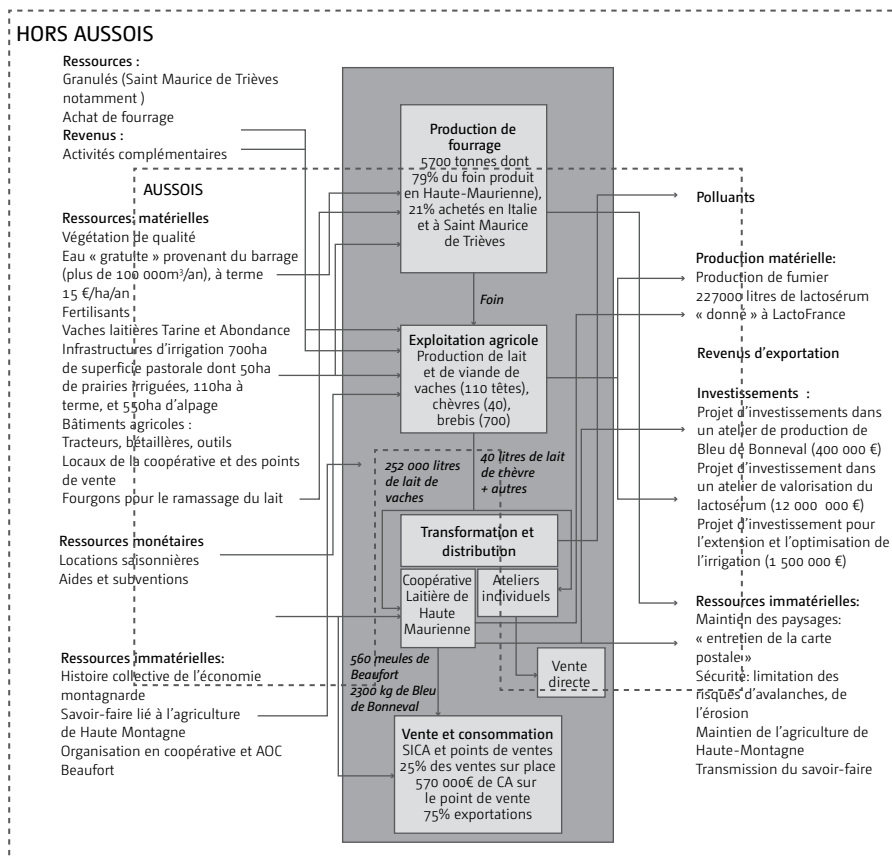 HORS AUSSOIS
Ressources :
Granulés (Saint Maurice de Trièves
notamment )
Achat de fourrage
Revenus :
Activités complémentaires
AUSSOIS
Ressources matérielles
Végétation de qualité
Eau « gratuite » provenant du barrage
(plus de 100 000m³/an), à terme
15 €/ha/an
Fertilisants
Vaches laitières Tarine et Abondance
Infrastructures d'irrigation 700ha
de superficie pastorale dont 50ha
de prairies irriguées, 110ha à
terme, et 550ha d'alpage
Bâtiments agricoles :
Tracteurs, bétaillères, outils
Locaux de la coopérative et des points
de vente
Fourgons pour le ramassage du lait
Ressources monétaires
Locations saisonnières
Aides et subventions
Ressources immatérielles:
Histoire collective de l'économie
montagnarde
Savoir-faire lié à l'agriculture
de Haute Montagne
Organisation en coopérative et AOC
Beaufort
Production de
fourrage
5700 tonnes dont
79% du foin produit
en Haute-Maurienne),
21% achetés en Italie
et à Saint Maurice
de Trièves
Foin
Exploitation agricole
Production de lait
et de viande de
vaches (110 têtes),
chèvres (40),
brebis (700)
252 000 litres
de lait de
vaches
40 litres de lait
de chèvre
+ autres
Transformation et
distribution
Coopérative
Laitière de
Haute
Maurienne
Ateliers
individuels
560 meules de
Beaufort
2300 kg de Bleu
de Bonneval
Vente
directe
Vente et consommation
SICA et points de ventes
25% des ventes sur place
570 000€ de CA sur
le point de vente
75% exportations
Polluants
Production matérielle:
Production de fumier
227000 litres de lactosérum
« donné » à LactoFrance
Revenus d'exportation
Investissements :
Projet d'investissements dans
un atelier de production de
Bleu de Bonneval (400 000 €)
Projet d'investissement dans
un atelier de valorisation du
lactosérum (12 000 000 €)
Projet d'investissement pour
l'extension et l'optimisation de
l'irrigation (1 500 000 €)
Ressources immatérielles:
Maintien des paysages:
« entretien de la carte
postale »
Sécurité: limitation des
risques d'avalanches, de
l'érosion
Maintien de l'agriculture de
Haute-Montagne
Transmission du savoir-faire